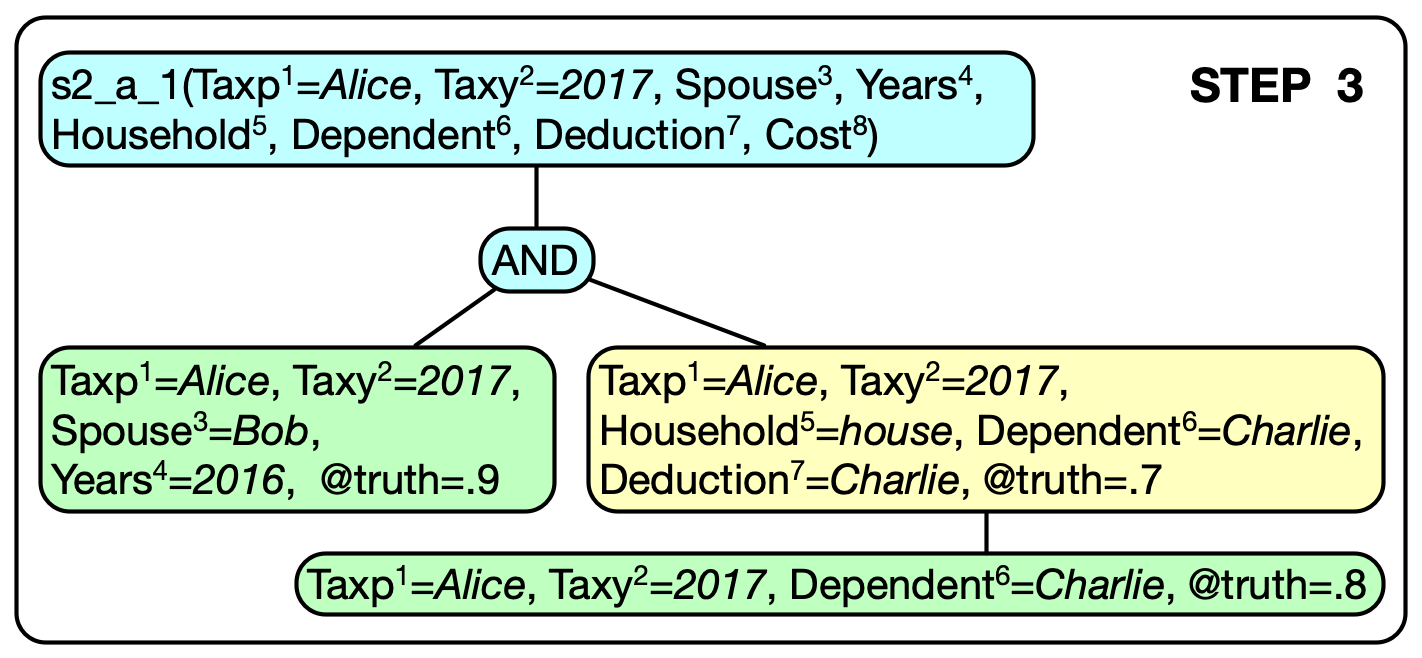 s2_a_1(Taxp¹=Alice, Taxy²=2017, Spouse³, Years⁴,
Household⁵, Dependent⁶, Deduction⁷, Cost⁸)
STEP 3
AND
Taxp¹=Alice, Taxy²=2017,
Spouse³=Bob,
Years⁴=2016, @truth=.9
Taxp¹=Alice, Taxy²=2017,
Household⁵=house, Dependent⁶=Charlie,
Deduction⁷=Charlie, @truth=.7
Taxp¹=Alice, Taxy²=2017, Dependent⁶=Charlie, @truth=.8